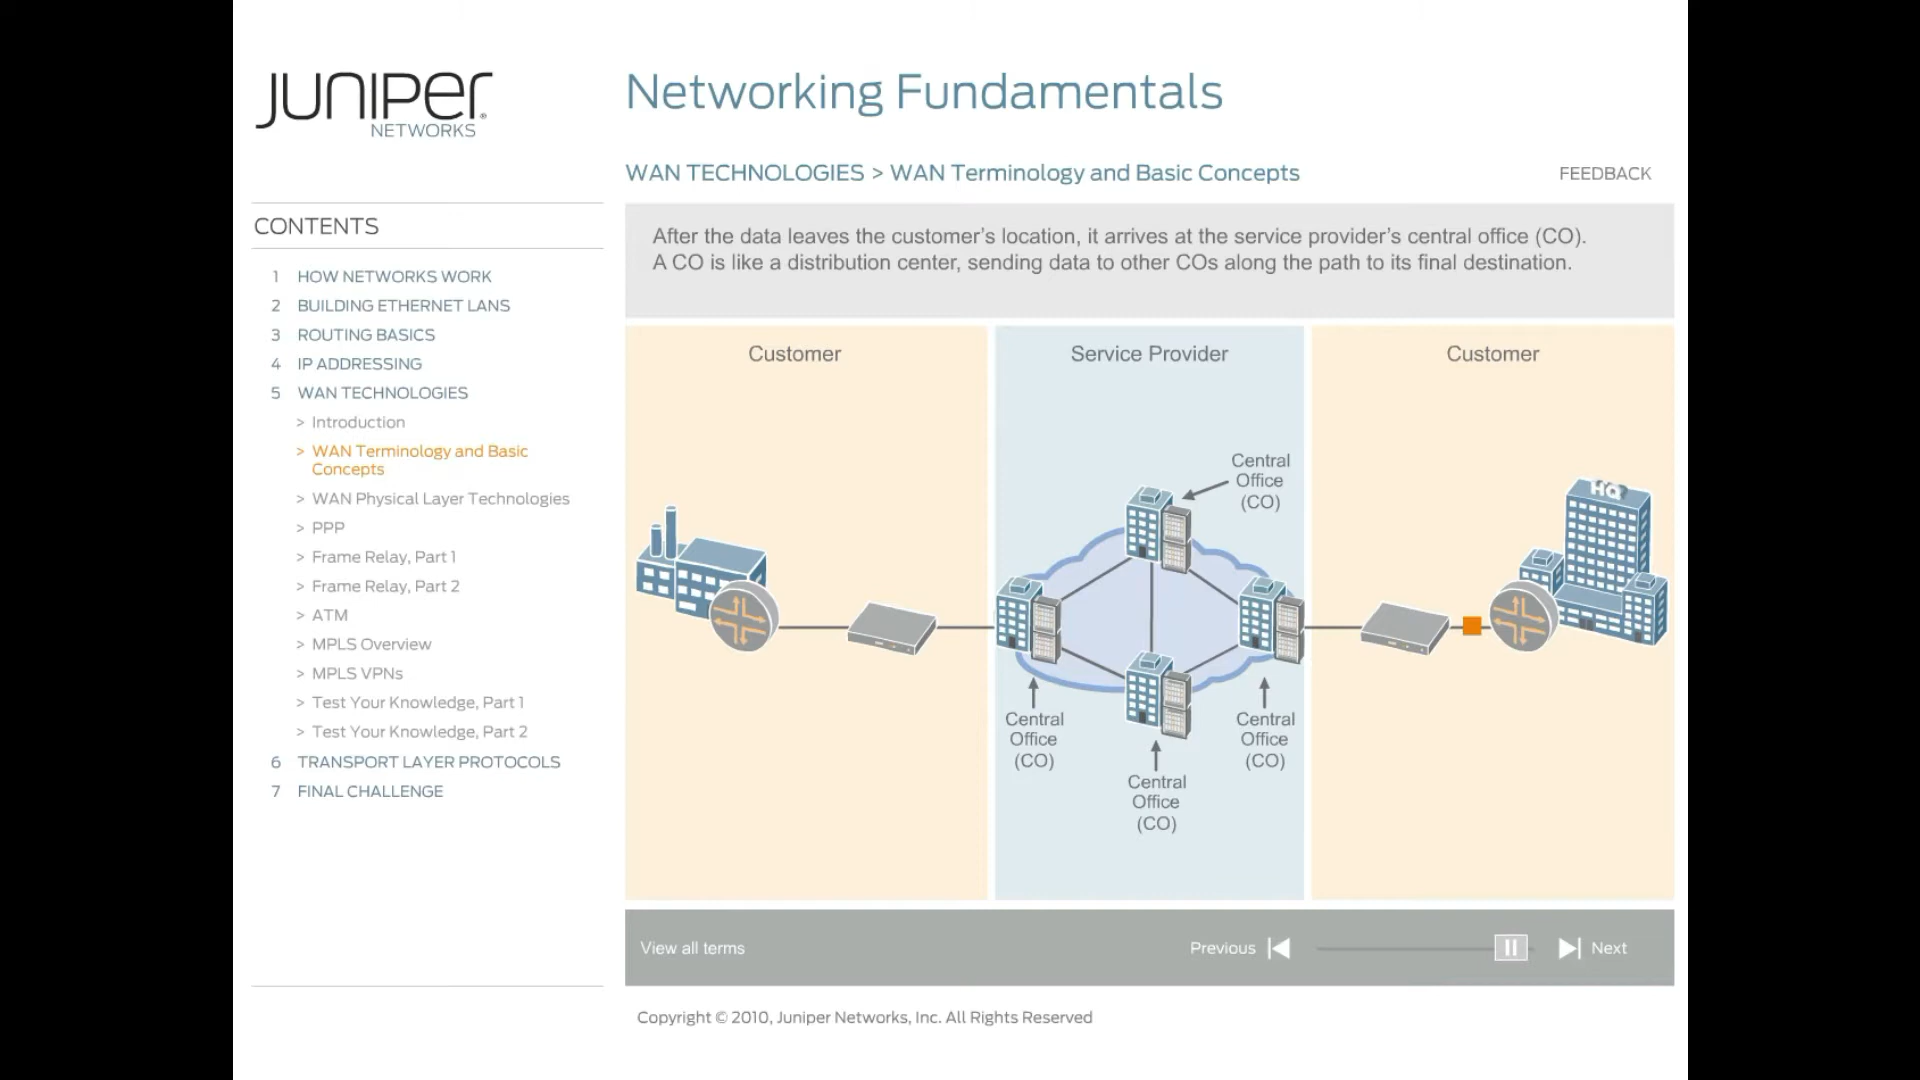 JUNIPER
NETWORKS
Networking Fundamentals
WAN TECHNOLOGIES > WAN Terminology and Basic Concepts
FEEDBACK
CONTENTS
1 HOW NETWORKS WORK
2 BUILDING ETHERNET LANS
3 ROUTING BASICS
4 IP ADDRESSING
5 WAN TECHNOLOGIES
> Introduction
> WAN Terminology and Basic
Concepts
> WAN Physical Layer Technologies
> PPP
> Frame Relay, Part 1
> Frame Relay, Part 2
> ATM
> MPLS Overview
> MPLS VPNs
> Test Your Knowledge, Part 1
> Test Your Knowledge, Part 2
6 TRANSPORT LAYER PROTOCOLS
7 FINAL CHALLENGE
After the data leaves the customer's location, it arrives at the service provider's central office (CO).
A CO is like a distribution center, sending data to other COs along the path to its final destination.
Customer
Service Provider
Customer
Central
Office
(CO)
HQ
Central
Office
(CO)
Central
Office
(CO)
Central
Office
(CO)
View all terms
Previous
Next
Copyright © 2010, Juniper Networks, Inc. All Rights Reserved